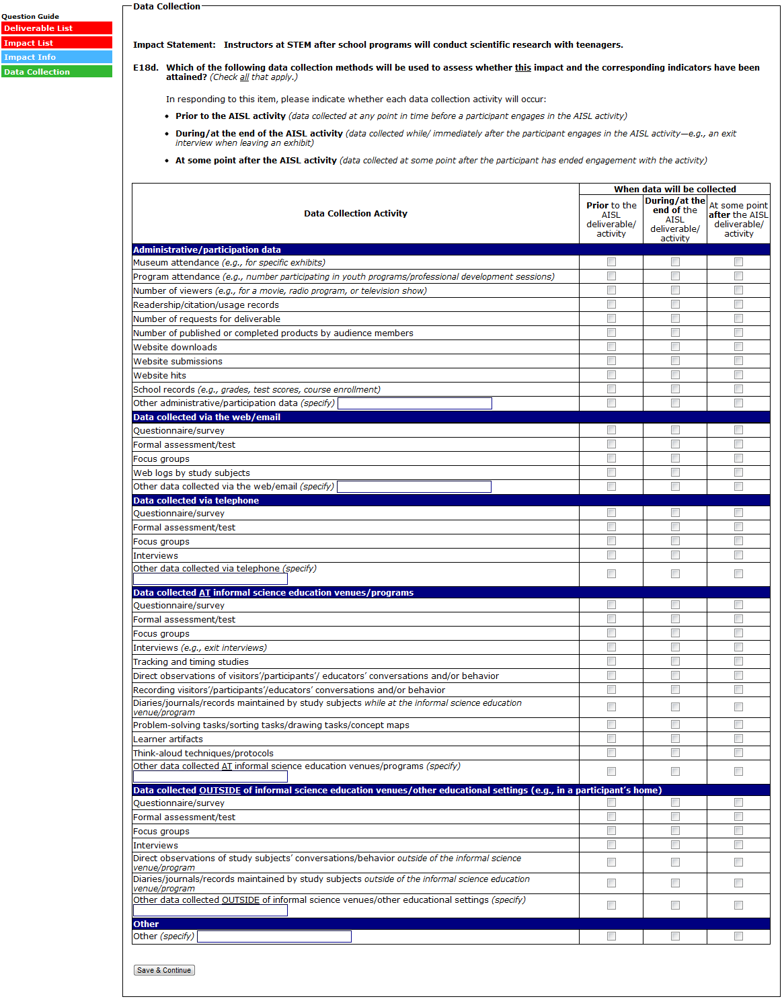 Data Collection
Question Guide
Deliverable List
Impact List
Impact Info
Data Collection
Impact Statement: Instructors at STEM after school programs will conduct scientific research with teenagers.
E18d. Which of the following data collection methods will be used to assess whether this impact and the corresponding indicators have been
attained? (Check all that apply.)
In responding to this item, please indicate whether each data collection activity will occur:
• Prior to the AISL activity (data collected at any point in time before a participant engages in the AISL activity)
• During/at the end of the AISL activity (data collected while/ immediately after the participant engages in the AISL activity—e.g., an exit
interview when leaving an exhibit)
• At some point after the AISL activity (data collected at some point after the participant has ended engagement with the activity)
Data Collection Activity
When data will be collected
Prior to the
AISL
deliverable/
activity
During/at the
end of the
AISL
deliverable/
activity
At some point
after the AISL
deliverable/
activity
Administrative/participation data
Museum attendance (e.g., for specific exhibits)
Program attendance (e.g., number participating in youth programs/professional development sessions)
Number of viewers (e.g., for a movie, radio program, or television show)
Readership/citation/usage records
Number of requests for deliverable
Number of published or completed products by audience members
Website downloads
Website submissions
Website hits
School records (e.g., grades, test scores, course enrollment)
Other administrative/participation data (specify)
Data collected via the web/email
Questionnaire/survey
Formal assessment/test
Focus groups
Web logs by study subjects
Other data collected via the web/email (specify)
Data collected via telephone
Questionnaire/survey
Formal assessment/test
Focus groups
Interviews
Other data collected via telephone (specify)
Data collected AT informal science education venues/programs
Questionnaire/survey
Formal assessment/test
Focus groups
Interviews (e.g., exit interviews)
Tracking and timing studies
Direct observations of visitors’/participants’/ educators’ conversations and/or behavior
Recording visitors’/participants’/educators’ conversations and/or behavior
Diaries/journals/records maintained by study subjects while at the informal science education
venue/program
Problem-solving tasks/sorting tasks/drawing tasks/concept maps
Learner artifacts
Think-aloud techniques/protocols
Other data collected AT informal science education venues/programs (specify)
Data collected OUTSIDE of informal science education venues/other educational settings (e.g., in a participant’s home)
Questionnaire/survey
Formal assessment/test
Focus groups
Interviews
Direct observations of study subjects’ conversations/behavior outside of the informal science
venue/program
Diaries/journals/records maintained by study subjects outside of the informal science education
venue/program
Other data collected OUTSIDE of informal science venues/other educational settings (specify)
Other
Other (specify)
Save & Continue